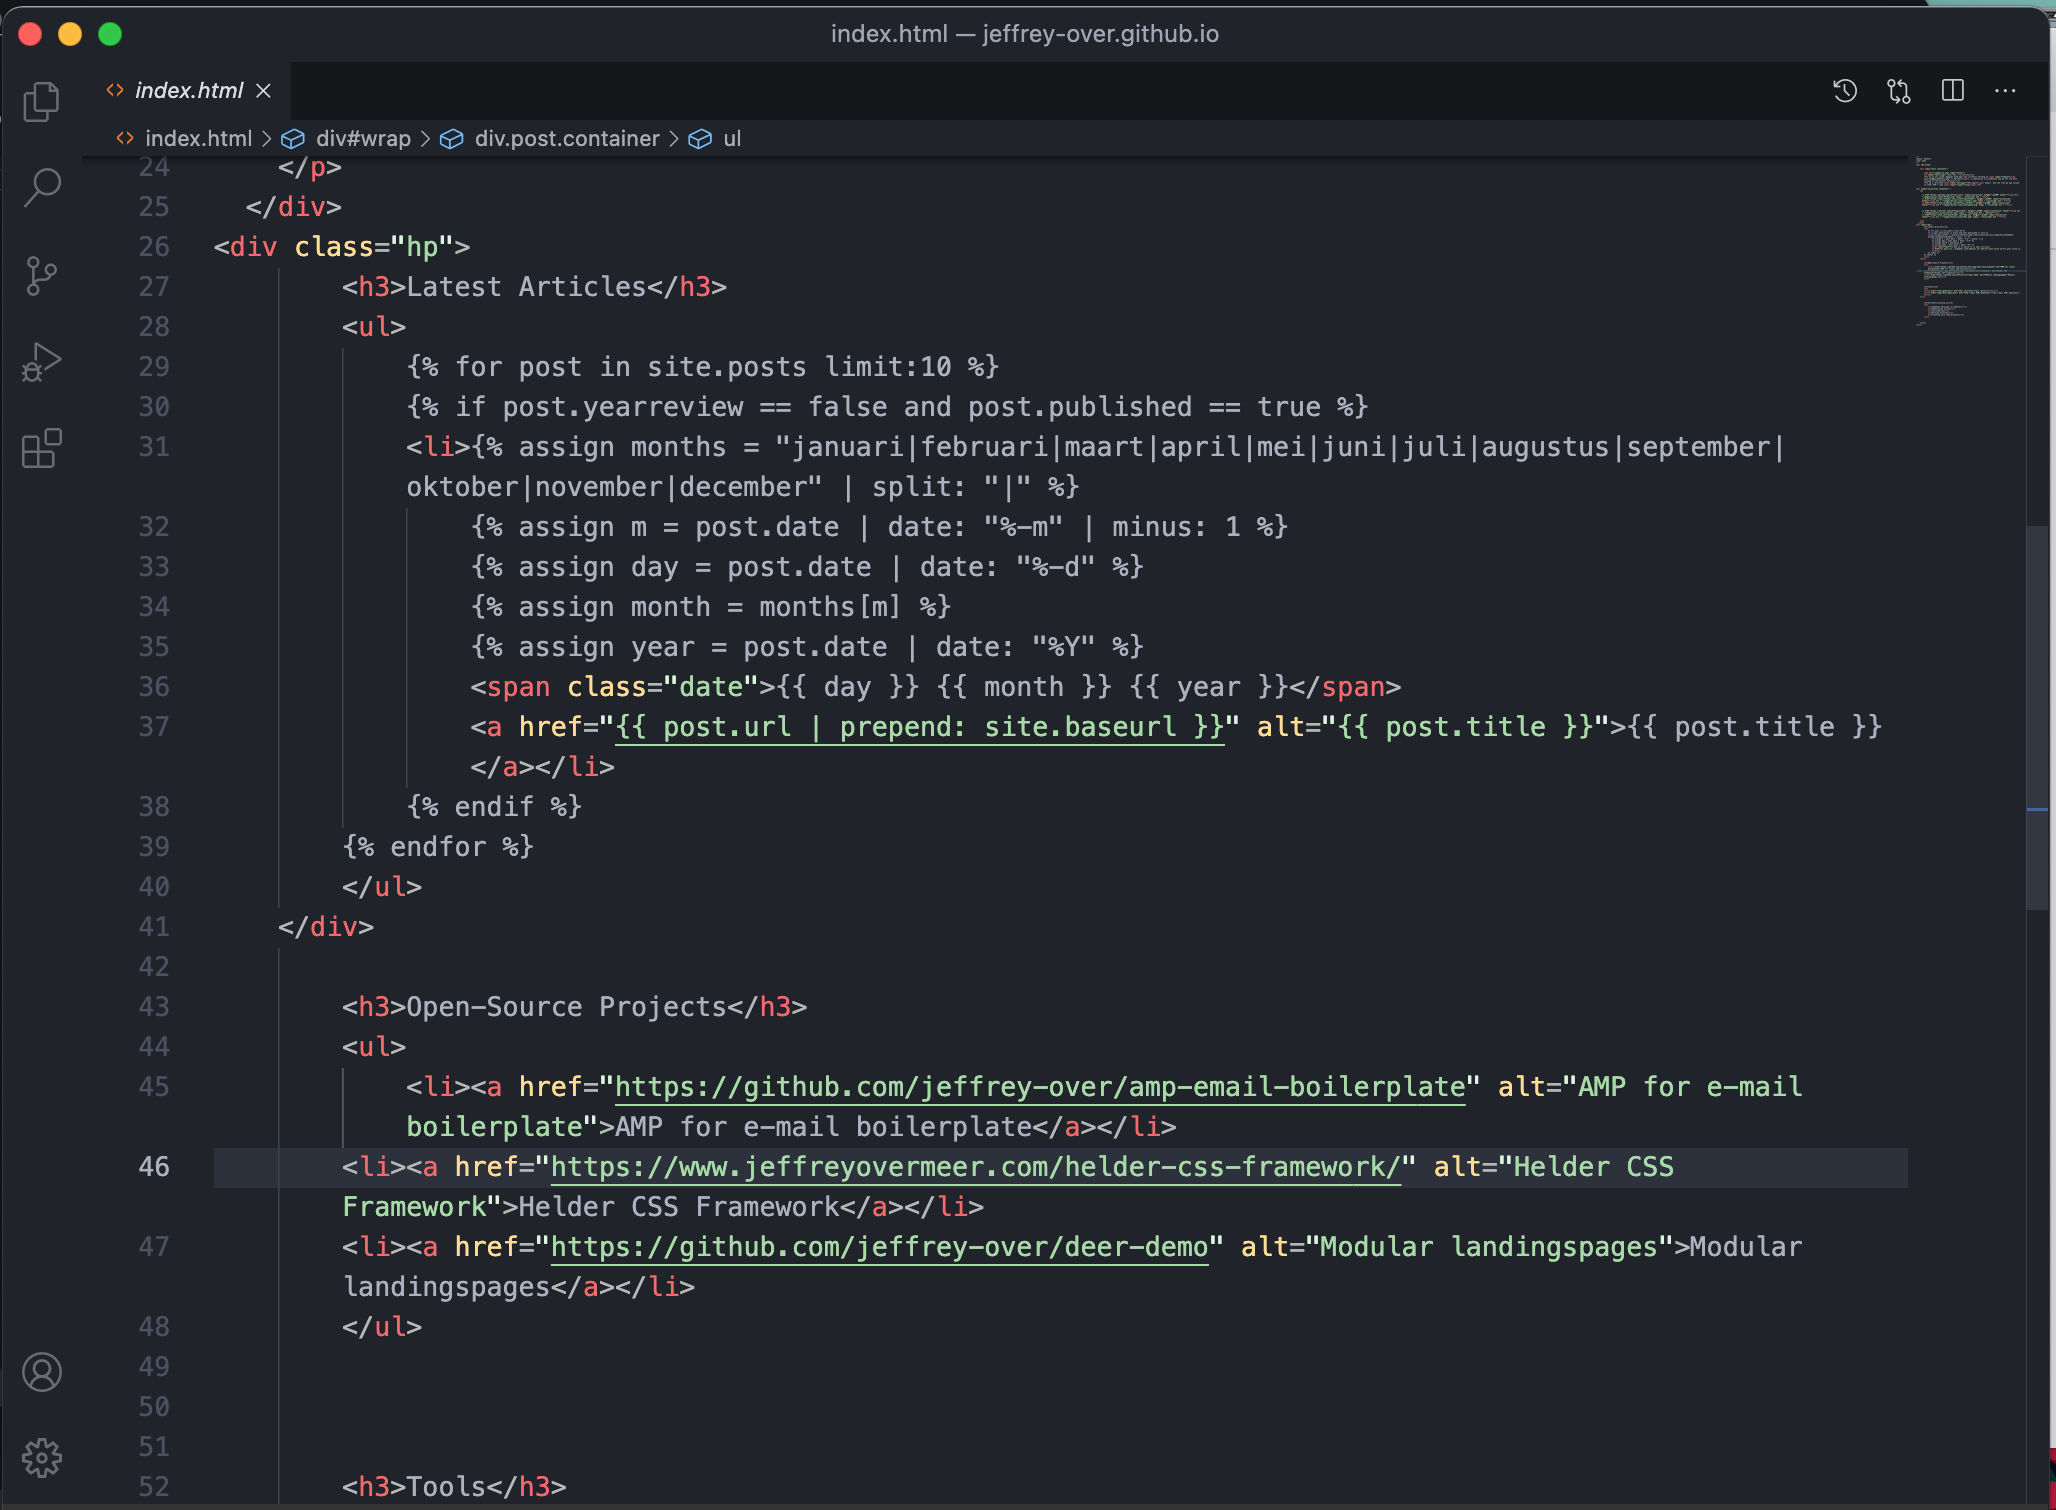 index.html — jeffrey-over.github.io
index.html
index.html > div#wrap > div.post.container > ul
24 </p>
25 </div>
26 <div class="hp">
27 <h3>Latest Articles</h3>
28 <ul>
29 {% for post in site.posts limit:10 %}
30 {% if post.yearreview == false and post.published == true %}
31 <li>{% assign months = "januari|februari|maart|april|mei|juni|juli|augustus|september|
oktober|november|december" | split: "|" %}
32 {% assign m = post.date | date: "%-m" | minus: 1 %}
33 {% assign day = post.date | date: "%-d" %}
34 {% assign month = months[m] %}
35 {% assign year = post.date | date: "%Y" %}
36 <span class="date">{{ day }} {{ month }} {{ year }}</span>
37 <a href="{{ post.url | prepend: site.baseurl }}" alt="{{ post.title }}">{{ post.title }}
</a></li>
38 {% endif %}
39 {% endfor %}
40 </ul>
41 </div>
42
43 <h3>Open-Source Projects</h3>
44 <ul>
45 <li><a href="https://github.com/jeffrey-over/amp-email-boilerplate" alt="AMP for e-mail
boilerplate">AMP for e-mail boilerplate</a></li>
46 <li><a href="https://www.jeffreyovermeer.com/helder-css-framework/" alt="Helder CSS
Framework">Helder CSS Framework</a></li>
47 <li><a href="https://github.com/jeffrey-over/deer-demo" alt="Modular landingspages">Modular
landingspages</a></li>
48 </ul>
49
50
51
52 <h3>Tools</h3>